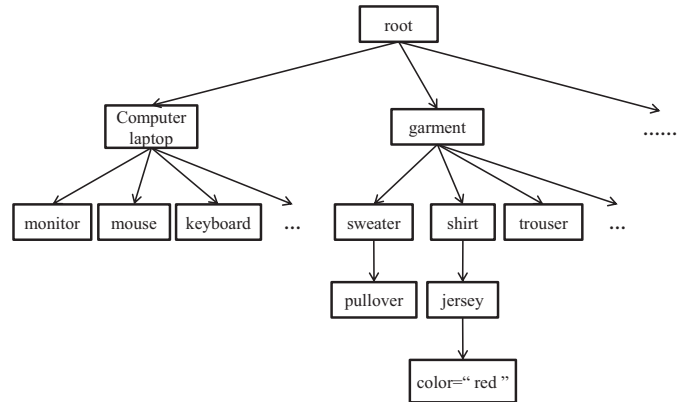 root
Computer
laptop
garment
......
monitor
mouse
keyboard
...
sweater
shirt
trouser
...
pullover
jersey
color=“ red ”